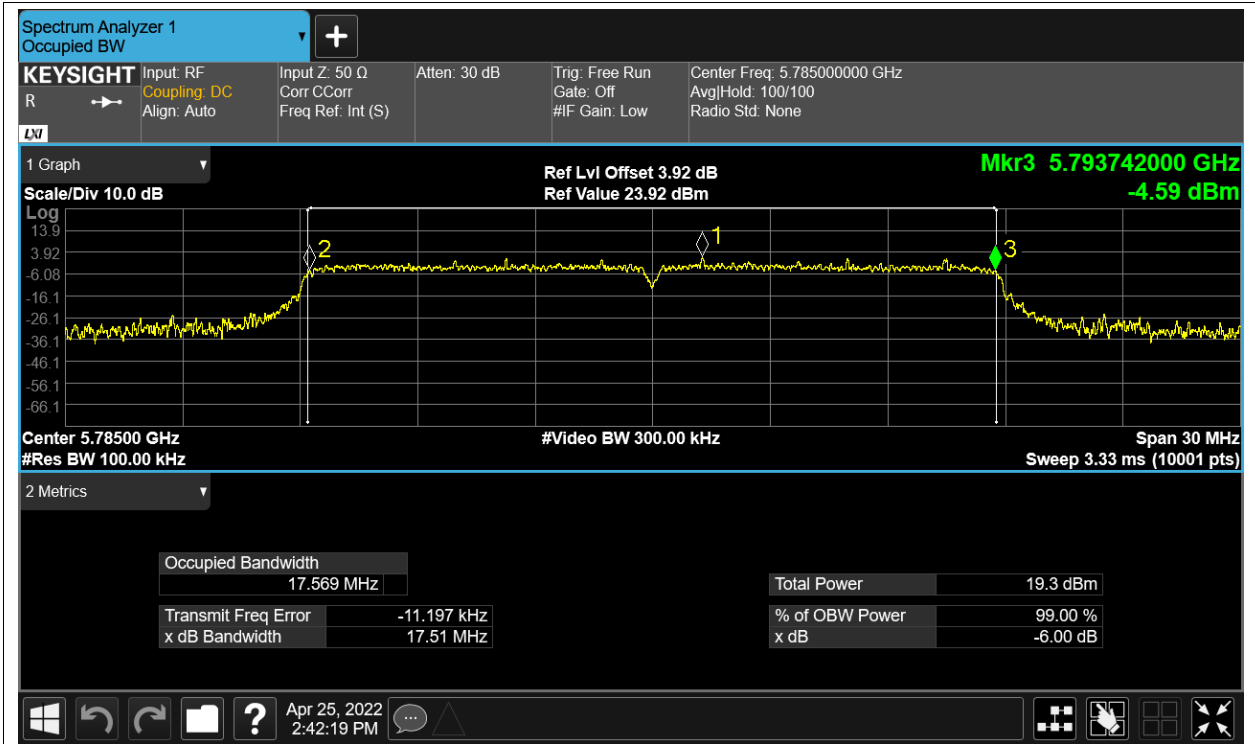 Spectrum Analyzer 1
Occupied BW
KEYSIGHT
R
LXI
Input: RF
Coupling: DC
Align: Auto
Input Z: 50 Ω
Corr CCorr
Freq Ref: Int (S)
Atten: 30 dB
Trig: Free Run
Gate: Off
#IF Gain: Low
Center Freq: 5.785000000 GHz
Avg|Hold: 100/100
Radio Std: None
1 Graph
Scale/Div 10.0 dB
Ref Lvl Offset 3.92 dB
Ref Value 23.92 dBm
Mkr3 5.793742000 GHz
-4.59 dBm
Log
13.9
3.92
-6.08
-16.1
-26.1
-36.1
-46.1
-56.1
-66.1
2
1
3
Center 5.78500 GHz
#Video BW 300.00 kHz
Span 30 MHz
#Res BW 100.00 kHz
Sweep 3.33 ms (10001 pts)
2 Metrics
Occupied Bandwidth
17.569 MHz
Transmit Freq Error -11.197 kHz
x dB Bandwidth 17.51 MHz
Total Power 19.3 dBm
% of OBW Power 99.00 %
x dB -6.00 dB
?
Apr 25, 2022
2:42:19 PM